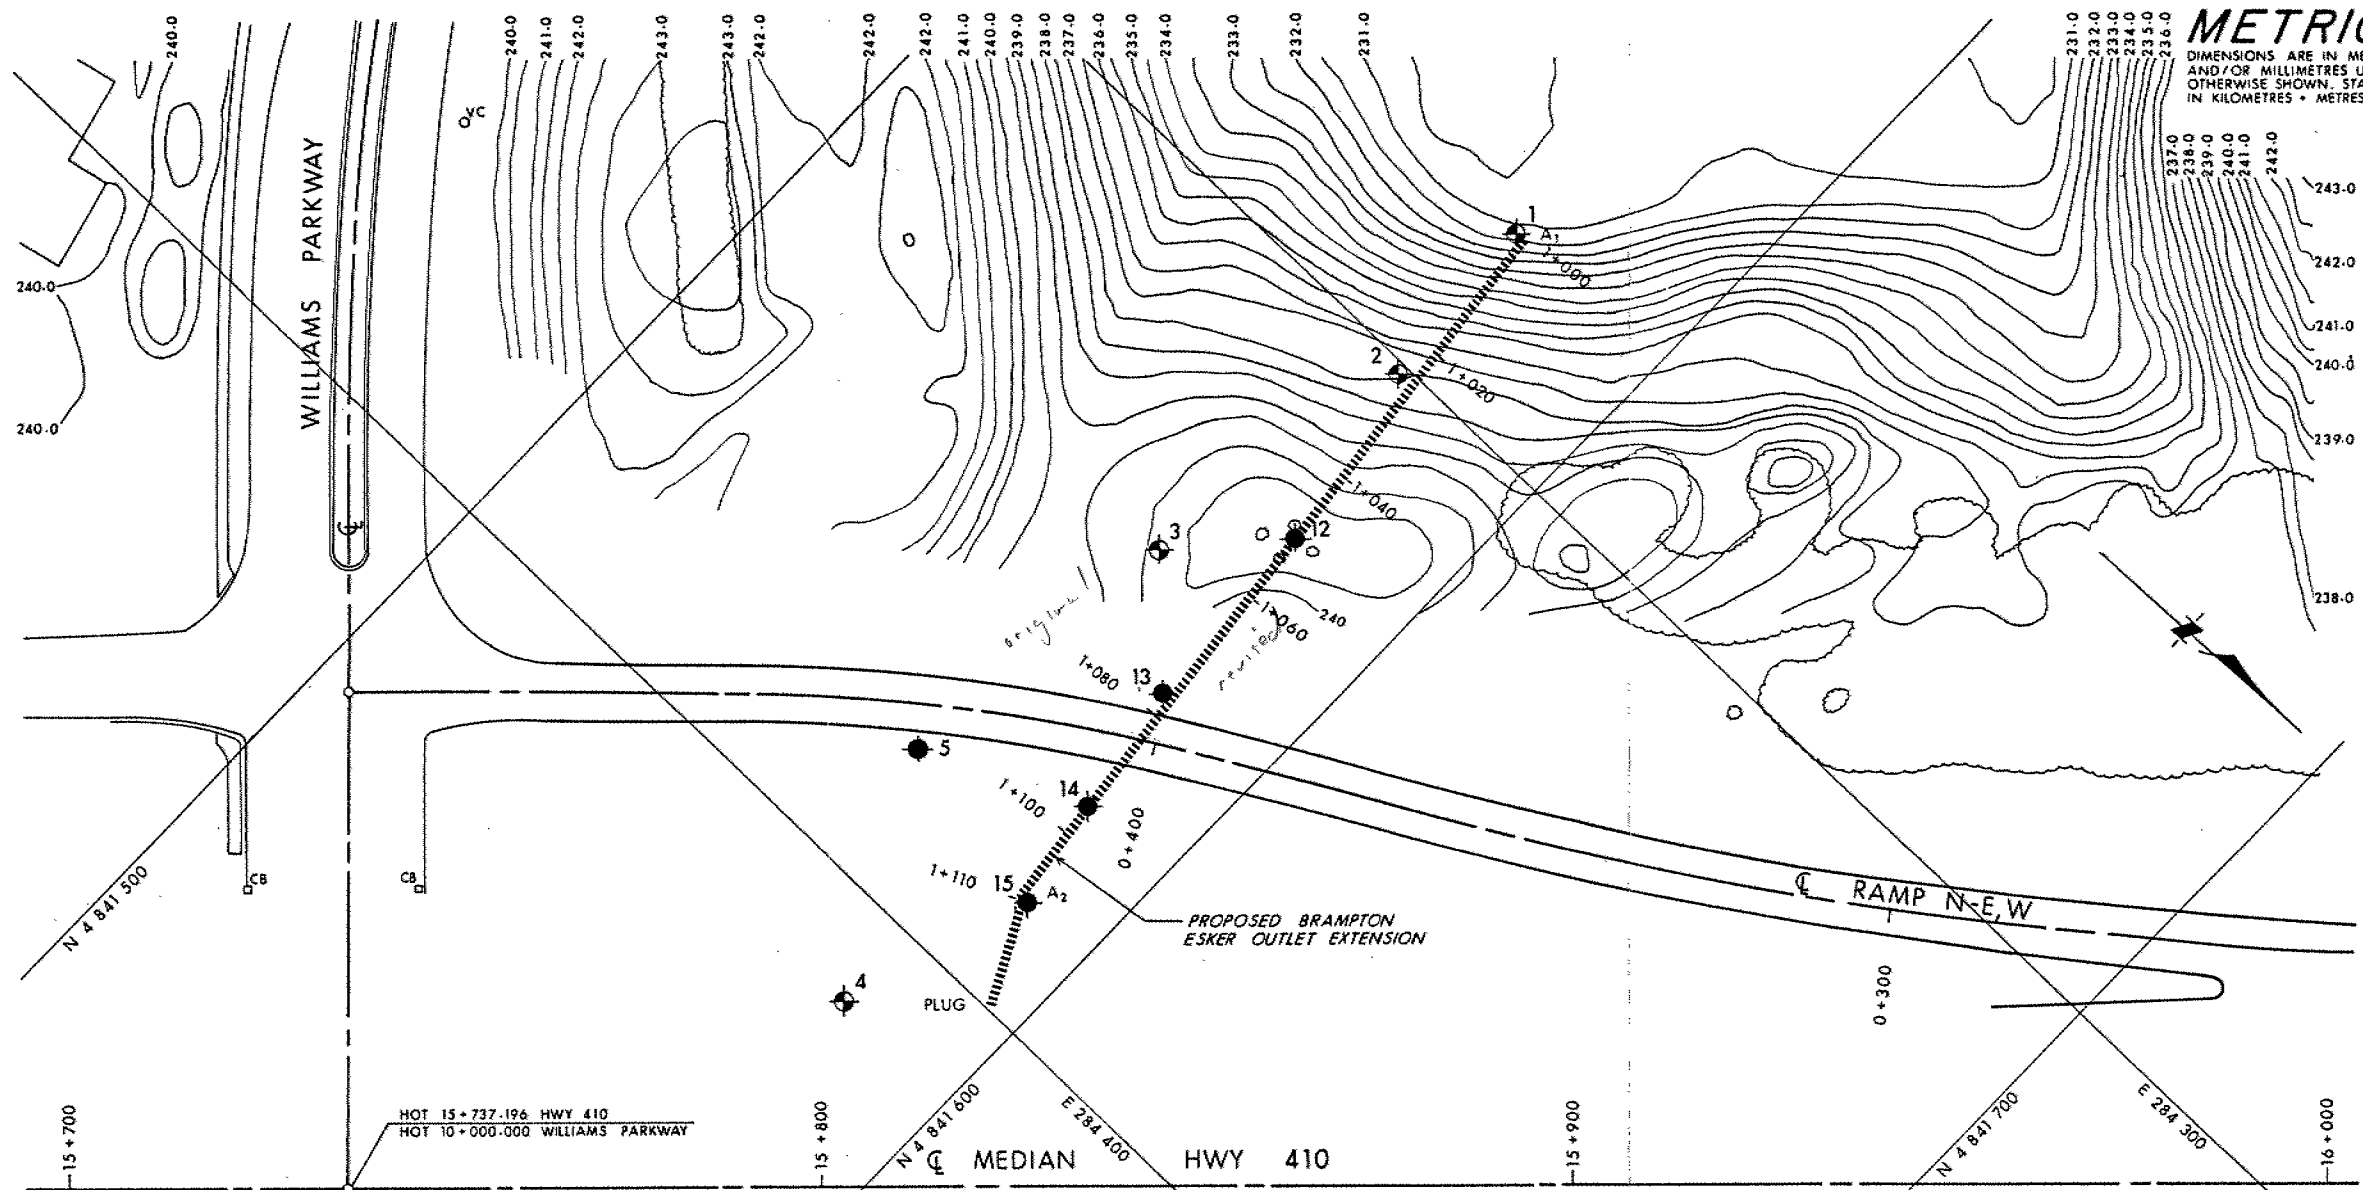 240.0
240.0
241.0
242.0
243.0
243.0
242.0
242.0
242.0
241.0
240.0
239.0
238.0
237.0
236.0
235.0
234.0
233.0
232.0
231.0
231.0
232.0
233.0
234.0
235.0
236.0
METRIC
DIMENSIONS ARE IN ME
AND/OR MILLIMETRES U
OTHERWISE SHOWN. STA
IN KILOMETRES + METRES
237.0
238.0
239.0
240.0
241.0
242.0
243.0
242.0
241.0
240.0
239.0
238.0
VC
WILLIAMS PARKWAY
240.0
240.0
℄
1
A1
1+000
2
1+020
1+040
3
12
original
1+060
240
revised
1+080
13
5
14
1+100
0+400
1+110
15
A2
CB
CB
N 4 841 500
PROPOSED BRAMPTON
ESKER OUTLET EXTENSION
℄ RAMP N-E,W
4
PLUG
0+300
HOT 15+737.196 HWY 410
HOT 10+000.000 WILLIAMS PARKWAY
N 4 841 600
E 284 400
N 4 841 700
E 284 300
15+700
15+800
℄ MEDIAN HWY 410
15+900
16+000